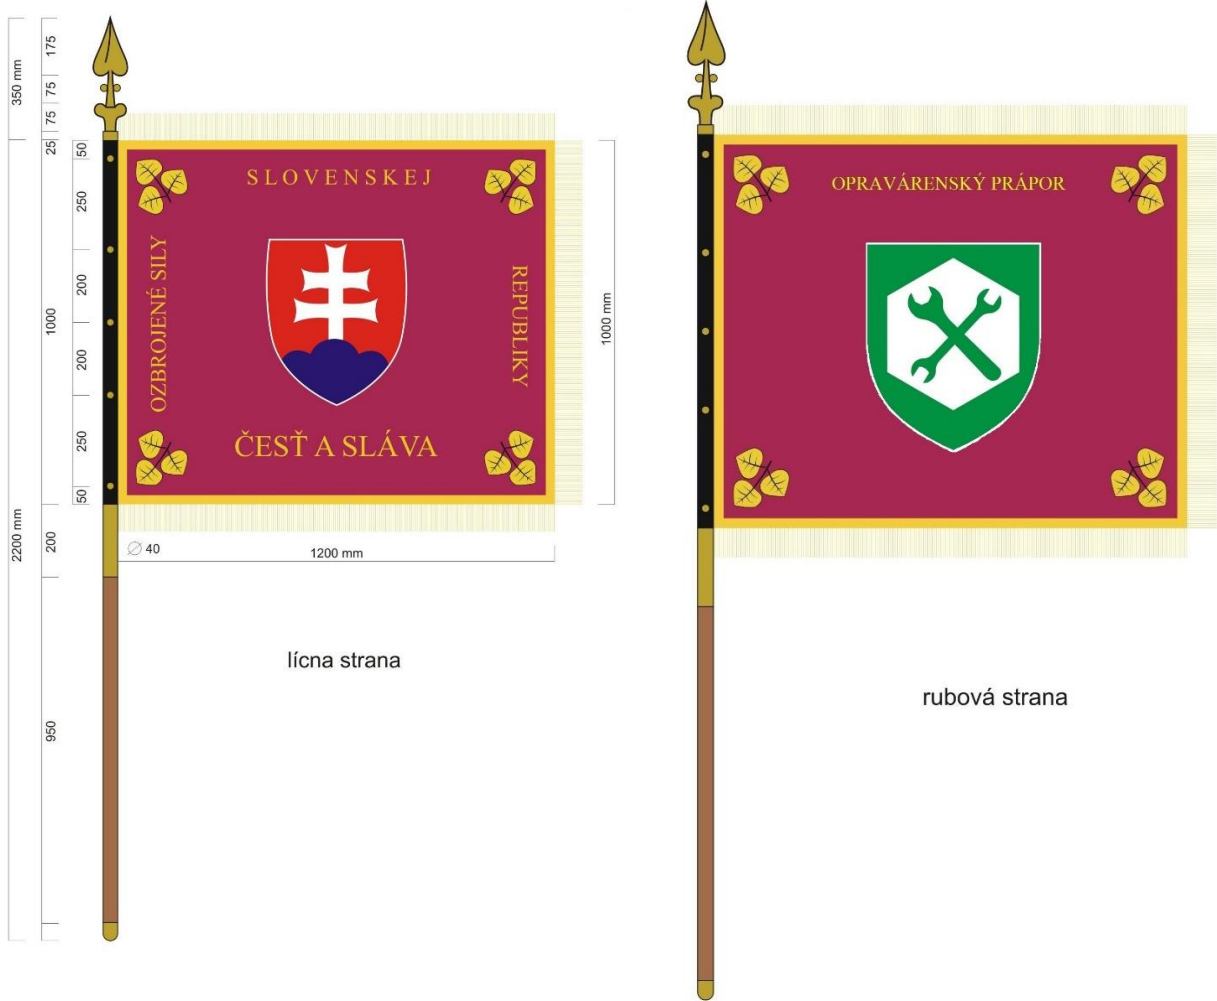 350 mm
175
75
75
25
2200 mm
1000
200
950
50
250
200
200
250
50
OZBROJENÉ SILY
SLOVENSKEJ
REPUBLIKY
ČESŤ A SLÁVA
1000 mm
∅ 40
1200 mm
lícna strana
OPRAVÁRENSKÝ PRÁPOR
rubová strana